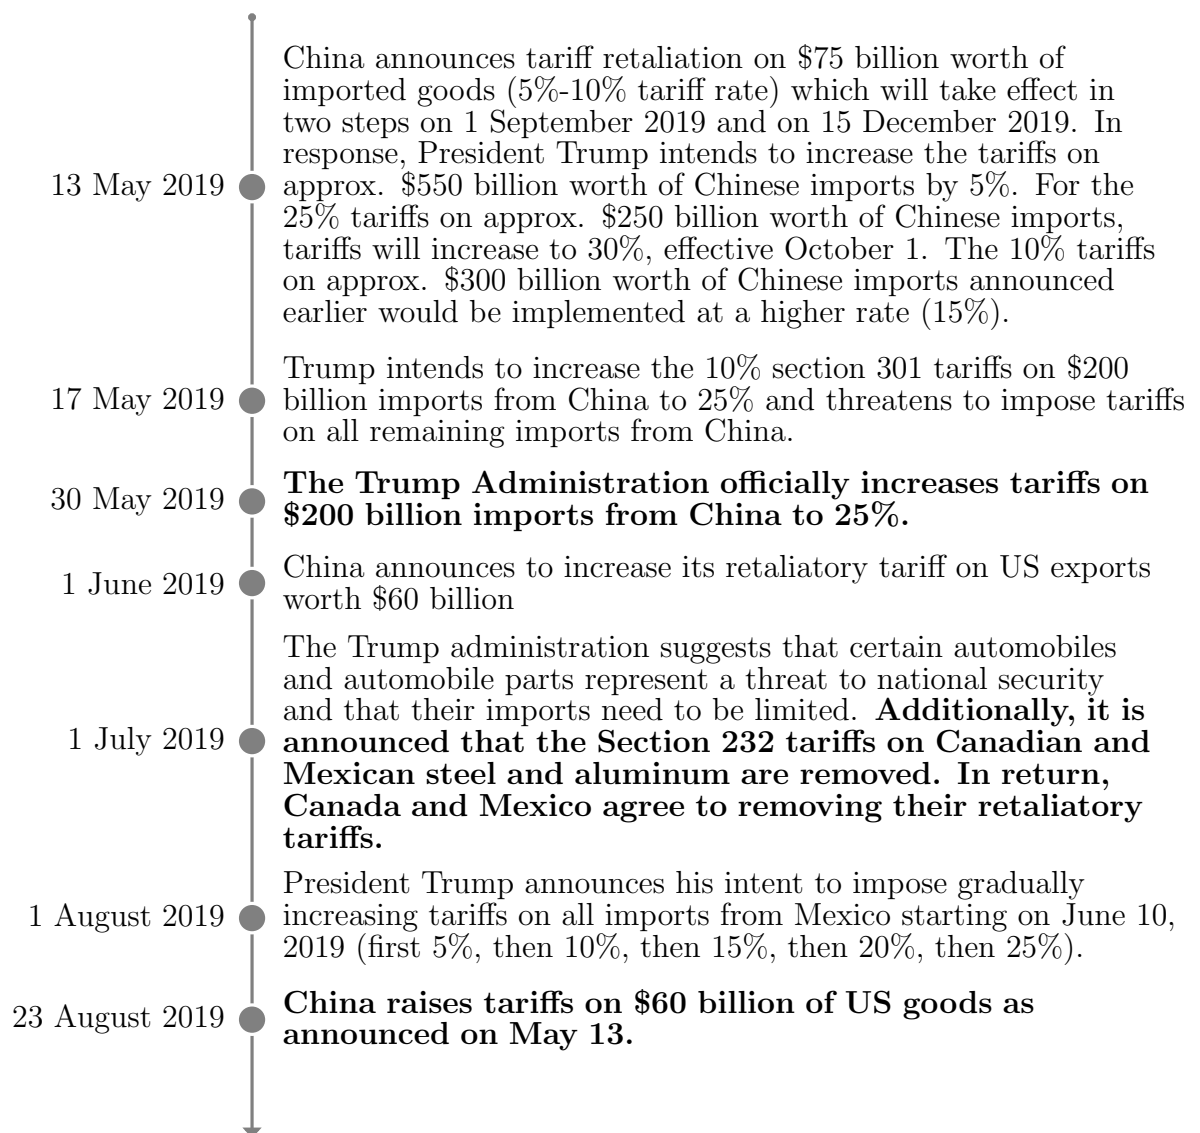 China announces tariff retaliation on $75 billion worth of
imported goods (5%-10% tariff rate) which will take effect in
two steps on 1 September 2019 and on 15 December 2019. In
response, President Trump intends to increase the tariffs on
13 May 2019 approx. $550 billion worth of Chinese imports by 5%. For the
25% tariffs on approx. $250 billion worth of Chinese imports,
tariffs will increase to 30%, effective October 1. The 10% tariffs
on approx. $300 billion worth of Chinese imports announced
earlier would be implemented at a higher rate (15%).
Trump intends to increase the 10% section 301 tariffs on $200
17 May 2019 billion imports from China to 25% and threatens to impose tariffs
on all remaining imports from China.
30 May 2019
The Trump Administration officially increases tariffs on
$200 billion imports from China to 25%.
1 June 2019
China announces to increase its retaliatory tariff on US exports
worth $60 billion
The Trump administration suggests that certain automobiles
and automobile parts represent a threat to national security
and that their imports need to be limited. Additionally, it is
1 July 2019 announced that the Section 232 tariffs on Canadian and
Mexican steel and aluminum are removed. In return,
Canada and Mexico agree to removing their retaliatory
tariffs.
President Trump announces his intent to impose gradually
1 August 2019 increasing tariffs on all imports from Mexico starting on June 10,
2019 (first 5%, then 10%, then 15%, then 20%, then 25%).
23 August 2019
China raises tariffs on $60 billion of US goods as
announced on May 13.